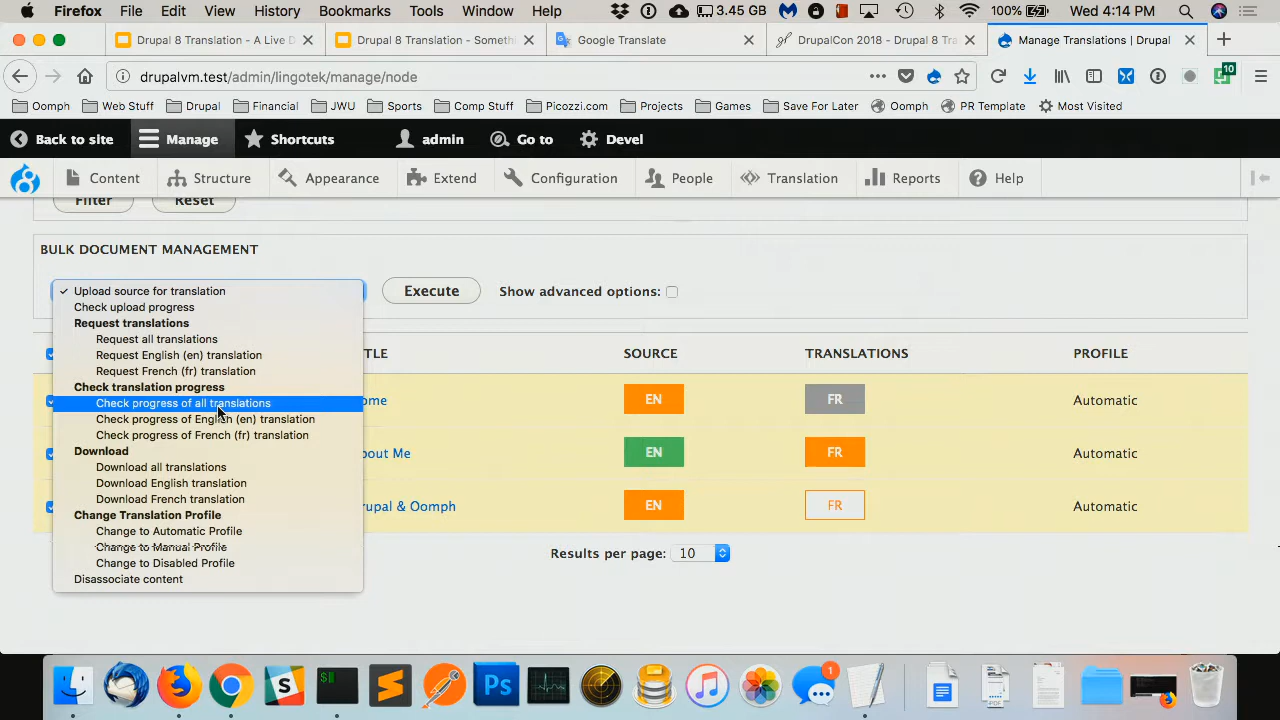 Firefox File Edit View History Bookmarks Tools Window Help 3.45 GB 100% Wed 4:14 PM
Drupal 8 Translation - A Live D
Drupal 8 Translation - Someth
Google Translate
DrupalCon 2018 - Drupal 8 Tra
Manage Translations | Drupal
drupalvm.test/admin/lingotek/manage/node
10
Oomph Web Stuff Drupal Financial JWU Sports Comp Stuff Picozzi.com Projects Games Save For Later Oomph PR Template Most Visited
Back to site Manage Shortcuts admin Go to Devel
Content Structure Appearance Extend Configuration People Translation Reports Help
Filter Reset
BULK DOCUMENT MANAGEMENT
Upload source for translation
Execute Show advanced options:
Check upload progress
Request translations
Request all translations
Request English (en) translation
Request French (fr) translation
Check translation progress
Check progress of all translations
Check progress of English (en) translation
Check progress of French (fr) translation
Download
Download all translations
Download English translation
Download French translation
Change Translation Profile
Change to Automatic Profile
Change to Manual Profile
Change to Disabled Profile
Disassociate content
TLE SOURCE TRANSLATIONS PROFILE
ome EN FR Automatic
bout Me EN FR Automatic
rupal & Oomph EN FR Automatic
Results per page: 10
$
Ps
1
PDF